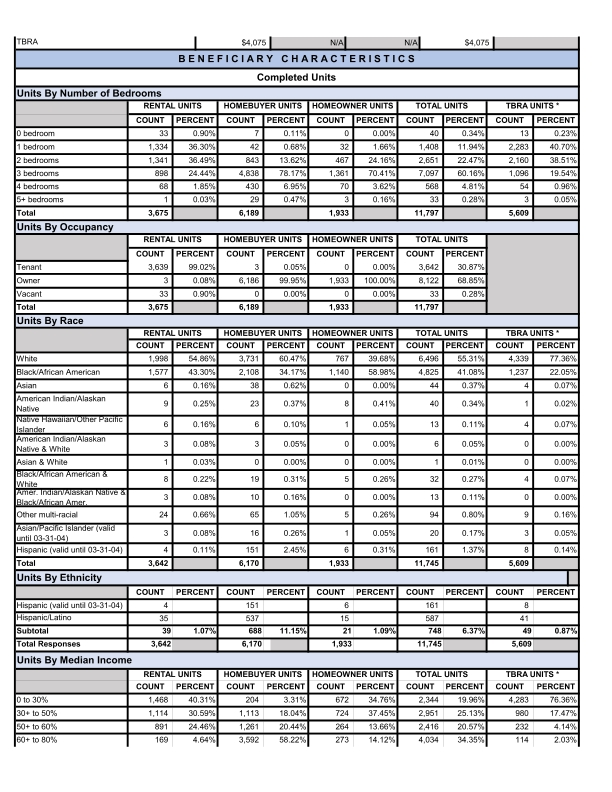 TBRA $4,075 N/A N/A $4,075
BENEFICIARY CHARACTERISTICS
Completed Units
Units By Number of Bedrooms
RENTAL UNITS HOMEBUYER UNITS HOMEOWNER UNITS TOTAL UNITS TBRA UNITS *
COUNT PERCENT COUNT PERCENT COUNT PERCENT COUNT PERCENT COUNT PERCENT
0 bedroom 33 0.90% 7 0.11% 0 0.00% 40 0.34% 13 0.23%
1 bedroom 1,334 36.30% 42 0.68% 32 1.66% 1,408 11.94% 2,283 40.70%
2 bedrooms 1,341 36.49% 843 13.62% 467 24.16% 2,651 22.47% 2,160 38.51%
3 bedrooms 898 24.44% 4,838 78.17% 1,361 70.41% 7,097 60.16% 1,096 19.54%
4 bedrooms 68 1.85% 430 6.95% 70 3.62% 568 4.81% 54 0.96%
5+ bedrooms 1 0.03% 29 0.47% 3 0.16% 33 0.28% 3 0.05%
Total 3,675 6,189 1,933 11,797 5,609
Units By Occupancy
RENTAL UNITS HOMEBUYER UNITS HOMEOWNER UNITS TOTAL UNITS
COUNT PERCENT COUNT PERCENT COUNT PERCENT COUNT PERCENT
Tenant 3,639 99.02% 3 0.05% 0 0.00% 3,642 30.87%
Owner 3 0.08% 6,186 99.95% 1,933 100.00% 8,122 68.85%
Vacant 33 0.90% 0 0.00% 0 0.00% 33 0.28%
Total 3,675 6,189 1,933 11,797
Units By Race
RENTAL UNITS HOMEBUYER UNITS HOMEOWNER UNITS TOTAL UNITS TBRA UNITS *
COUNT PERCENT COUNT PERCENT COUNT PERCENT COUNT PERCENT COUNT PERCENT
White 1,998 54.86% 3,731 60.47% 767 39.68% 6,496 55.31% 4,339 77.36%
Black/African American 1,577 43.30% 2,108 34.17% 1,140 58.98% 4,825 41.08% 1,237 22.05%
Asian 6 0.16% 38 0.62% 0 0.00% 44 0.37% 4 0.07%
American Indian/Alaskan
Native 9 0.25% 23 0.37% 8 0.41% 40 0.34% 1 0.02%
Native Hawaiian/Other Pacific
Islander 6 0.16% 6 0.10% 1 0.05% 13 0.11% 4 0.07%
American Indian/Alaskan
Native & White 3 0.08% 3 0.05% 0 0.00% 6 0.05% 0 0.00%
Asian & White 1 0.03% 0 0.00% 0 0.00% 1 0.01% 0 0.00%
Black/African American &
White 8 0.22% 19 0.31% 5 0.26% 32 0.27% 4 0.07%
Amer. Indian/Alaskan Native &
Black/African Amer. 3 0.08% 10 0.16% 0 0.00% 13 0.11% 0 0.00%
Other multi-racial 24 0.66% 65 1.05% 5 0.26% 94 0.80% 9 0.16%
Asian/Pacific Islander (valid
until 03-31-04) 3 0.08% 16 0.26% 1 0.05% 20 0.17% 3 0.05%
Hispanic (valid until 03-31-04) 4 0.11% 151 2.45% 6 0.31% 161 1.37% 8 0.14%
Total 3,642 6,170 1,933 11,745 5,609
Units By Ethnicity
COUNT PERCENT COUNT PERCENT COUNT PERCENT COUNT PERCENT COUNT PERCENT
Hispanic (valid until 03-31-04) 4 151 6 161 8
Hispanic/Latino 35 537 15 587 41
Subtotal 39 1.07% 688 11.15% 21 1.09% 748 6.37% 49 0.87%
Total Responses 3,642 6,170 1,933 11,745 5,609
Units By Median Income
RENTAL UNITS HOMEBUYER UNITS HOMEOWNER UNITS TOTAL UNITS TBRA UNITS *
COUNT PERCENT COUNT PERCENT COUNT PERCENT COUNT PERCENT COUNT PERCENT
0 to 30% 1,468 40.31% 204 3.31% 672 34.76% 2,344 19.96% 4,283 76.36%
30+ to 50% 1,114 30.59% 1,113 18.04% 724 37.45% 2,951 25.13% 980 17.47%
50+ to 60% 891 24.46% 1,261 20.44% 264 13.66% 2,416 20.57% 232 4.14%
60+ to 80% 169 4.64% 3,592 58.22% 273 14.12% 4,034 34.35% 114 2.03%